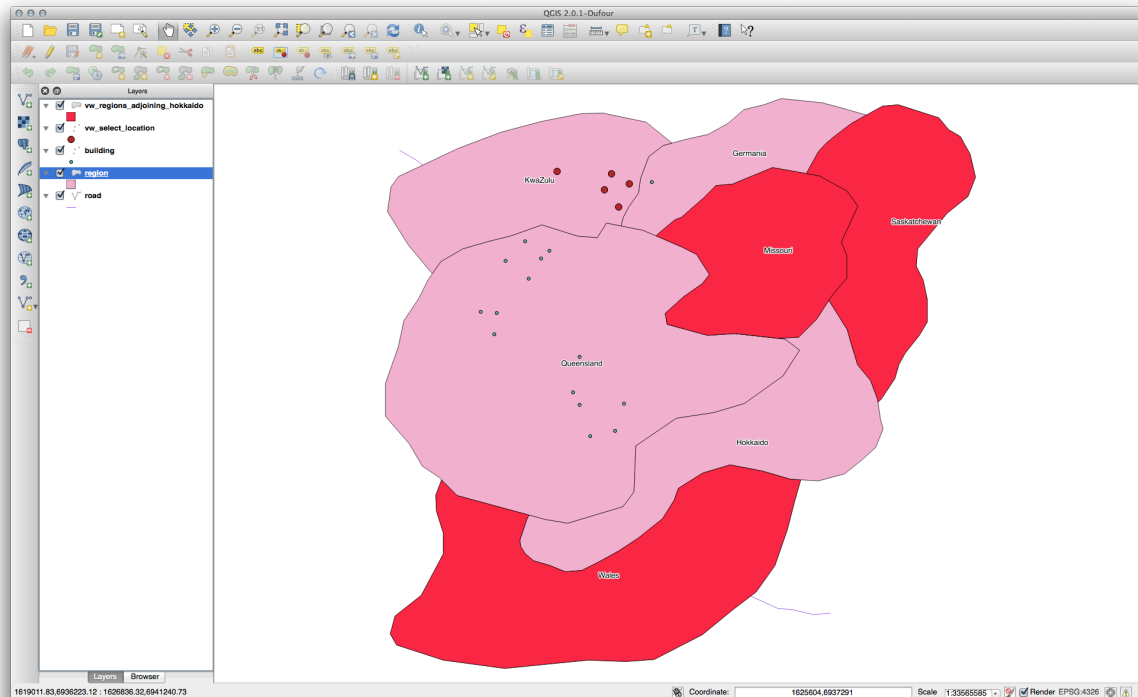 QGIS 2.0.1-Dufour
Layers
vw_regions_adjoining_hokkaido
vw_select_location
building
region
road
Germania
KwaZulu
Saskatchewan
Missouri
Queensland
Hokkaido
Wales
Layers Browser
1619011.83,6936223.12 : 1626836.32,6941240.73
Coordinate: 1625604,6937291 Scale 1:33565585 Render EPSG:4326